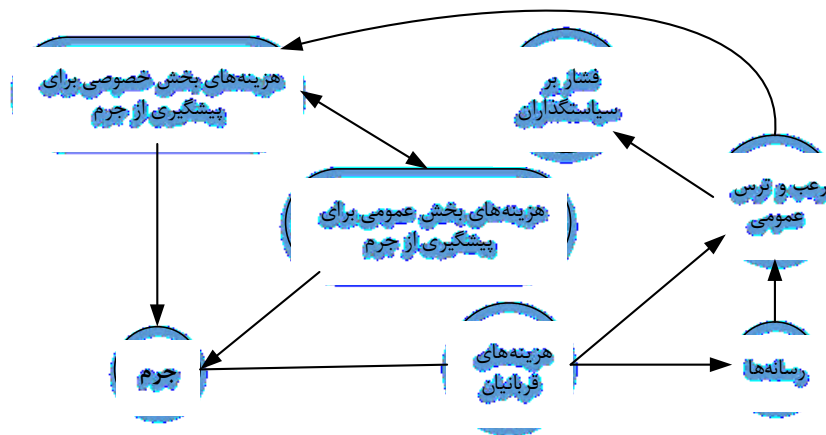 هزینه‌های بخش خصوصی برای
پیشگیری از جرم
فشار بر
سیاستگذاران
رعب و ترس
عمومی
هزینه‌های بخش عمومی برای
پیشگیری از جرم
هزینه‌های
قربانیان
رسانه‌ها
جرم